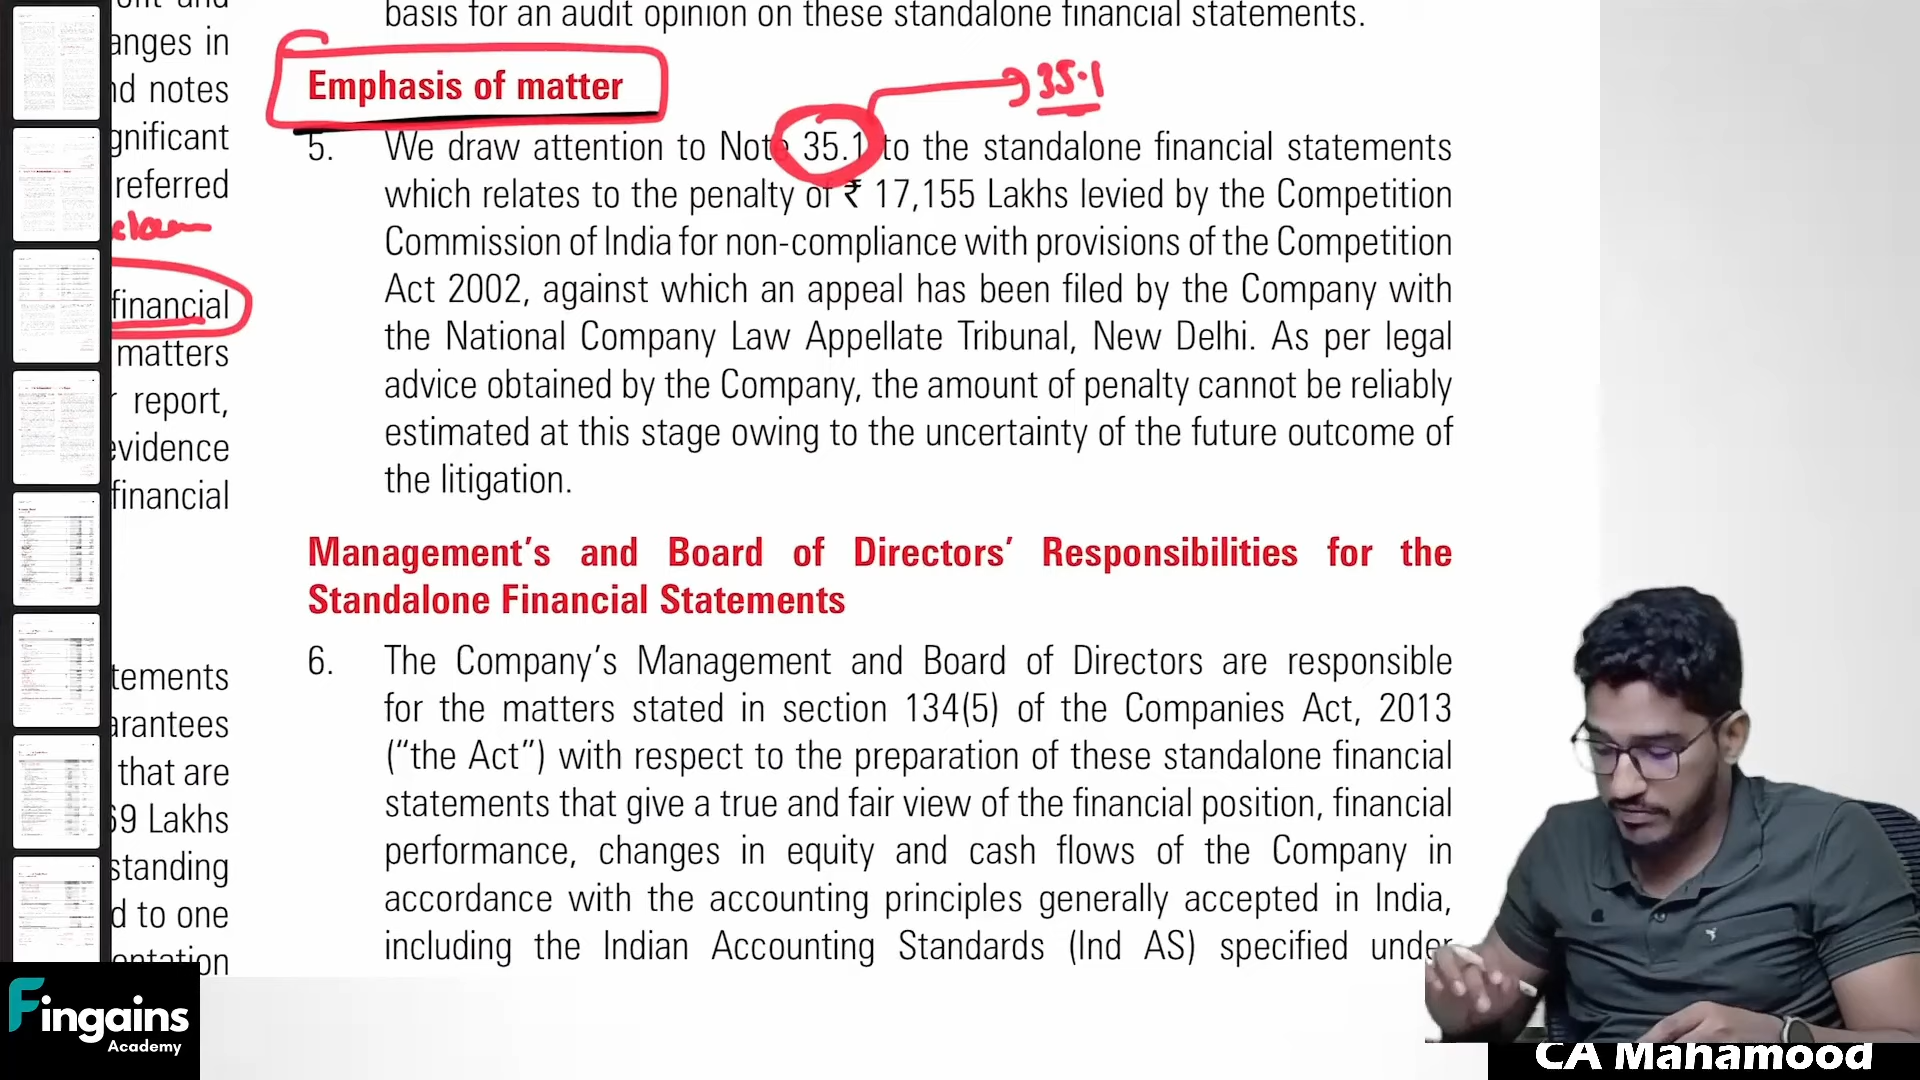 basis for an audit opinion on these standalone financial statements.
anges in
nd notes
gnificant
referred
financial
matters
report,
evidence
financial
tements
arantees
that are
69 Lakhs
standing
d to one
entation
Emphasis of matter
35.1
5. We draw attention to Note 35.1 to the standalone financial statements
which relates to the penalty of ₹ 17,155 Lakhs levied by the Competition
Commission of India for non-compliance with provisions of the Competition
Act 2002, against which an appeal has been filed by the Company with
the National Company Law Appellate Tribunal, New Delhi. As per legal
advice obtained by the Company, the amount of penalty cannot be reliably
estimated at this stage owing to the uncertainty of the future outcome of
the litigation.
Management’s and Board of Directors’ Responsibilities for the
Standalone Financial Statements
6. The Company’s Management and Board of Directors are responsible
for the matters stated in section 134(5) of the Companies Act, 2013
(“the Act”) with respect to the preparation of these standalone financial
statements that give a true and fair view of the financial position, financial
performance, changes in equity and cash flows of the Company in
accordance with the accounting principles generally accepted in India,
including the Indian Accounting Standards (Ind AS) specified under
Fingains
Academy
CA Mahamood